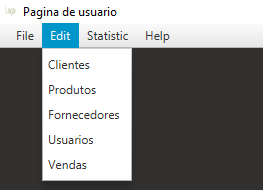 Pagina de usuario
File Edit Statistic Help
Clientes
Produtos
Fornecedores
Usuarios
Vendas